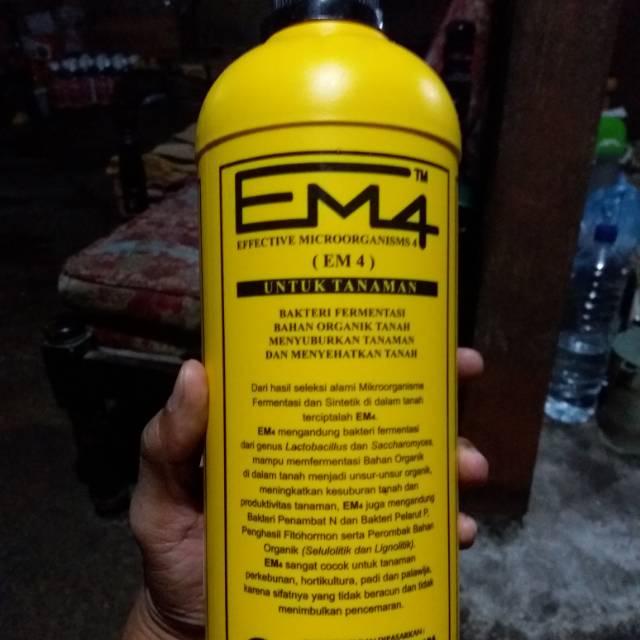 EM4™
EFFECTIVE MICROORGANISMS 4
( EM 4 )
UNTUK TANAMAN
BAKTERI FERMENTASI
BAHAN ORGANIK TANAH
MENYUBURKAN TANAMAN
DAN MENYEHATKAN TANAH
Dari hasil seleksi alami Mikroorganisme
Fermentasi dan Sintetik di dalam tanah
terciptalah EM4.
EM4 mengandung bakteri fermentasi
dari genus Lactobacillus dan Saccharomyces,
mampu memfermentasi Bahan Organik
di dalam tanah menjadi unsur-unsur organik,
meningkatkan kesuburan tanah dan
produktivitas tanaman, EM4 juga mengandung
Bakteri Penambat N dan Bakteri Pelarut P,
Penghasil Fitohormon serta Perombak Bahan
Organik (Selulolitik dan Lignolitik).
EM4 sangat cocok untuk tanaman
perkebunan, hortikultura, padi dan palawija,
karena sifatnya yang tidak beracun dan tidak
menimbulkan pencemaran.
DIPASARKAN :